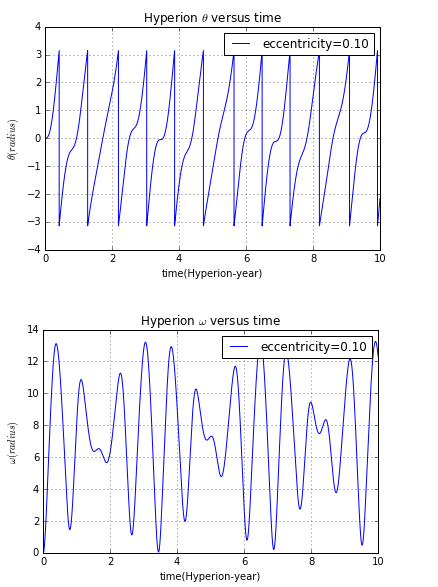 Hyperion θ versus time
4
3
2
1
0
−1
−2
−3
−4
θ(radius)
eccentricity=0.10
0 2 4 6 8 10
time(Hyperion-year)
Hyperion ω versus time
14
12
10
8
6
4
2
0
ω(radius)
eccentricity=0.10
0 2 4 6 8 10
time(Hyperion-year)